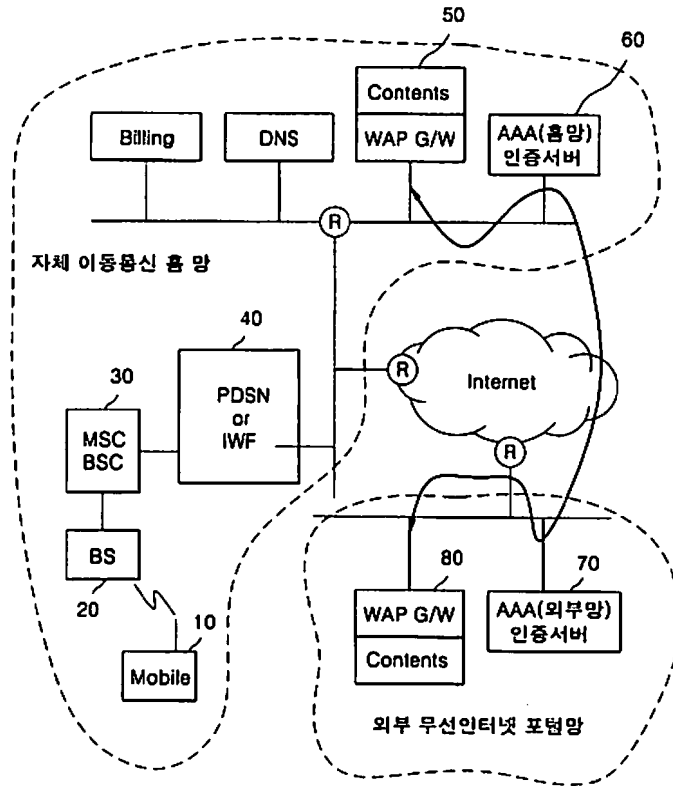 50
60
Contents
Billing
DNS
WAP G/W
AAA(홈망)
인증서버
R
자체 이동통신 홈 망
40
R
Internet
30
PDSN
or
IWF
MSC
BSC
R
BS
20
80
70
10
WAP G/W
AAA(외부망)
인증서버
Mobile
Contents
외부 무선인터넷 포털망